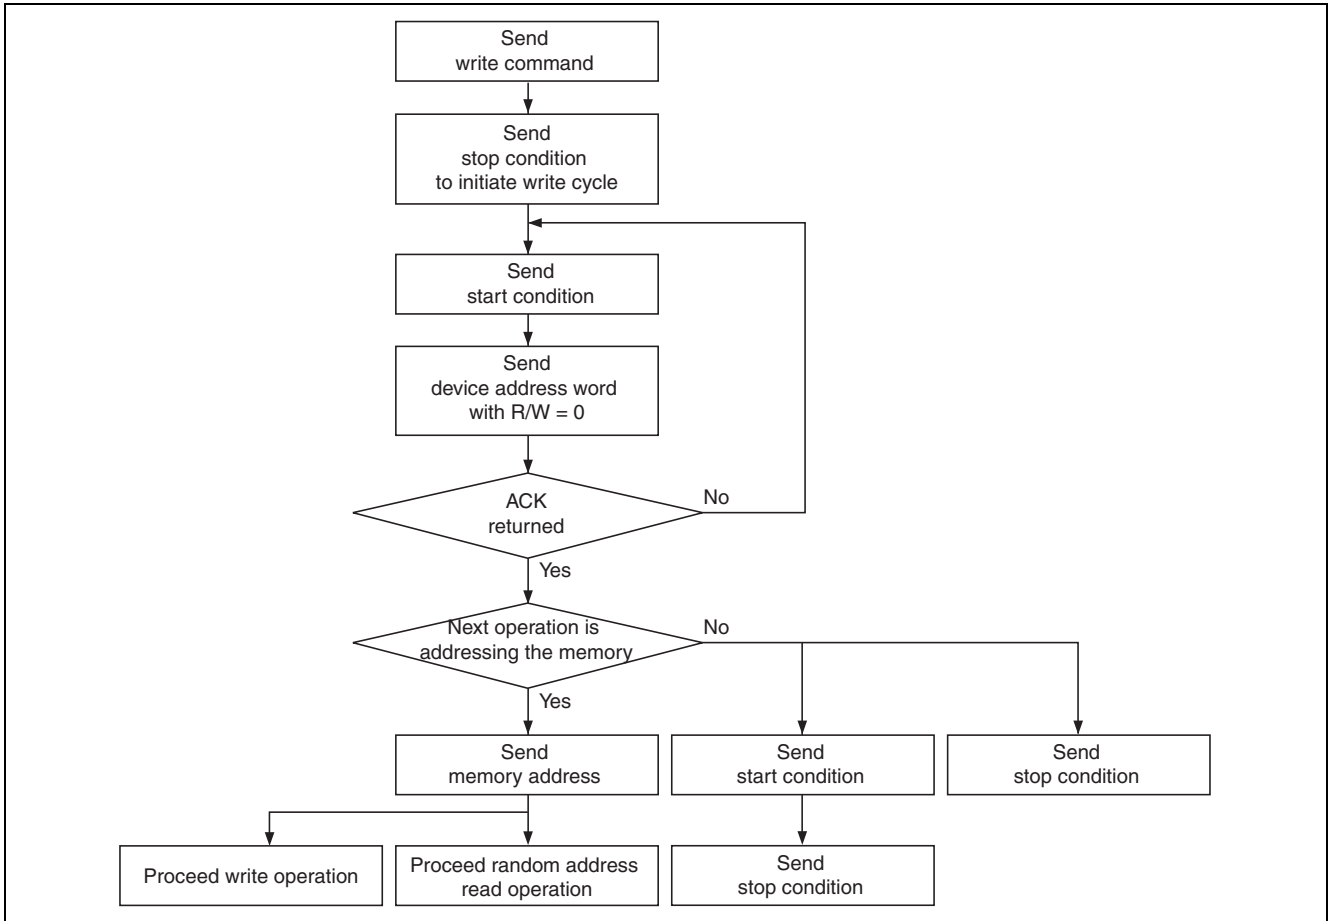 Send
write command
Send
stop condition
to initiate write cycle
Send
start condition
Send
device address word
with R/W = 0
ACK
returned
No
Yes
Next operation is
addressing the memory
No
Yes
Send
memory address
Send
start condition
Send
stop condition
Proceed write operation
Proceed random address
read operation
Send
stop condition